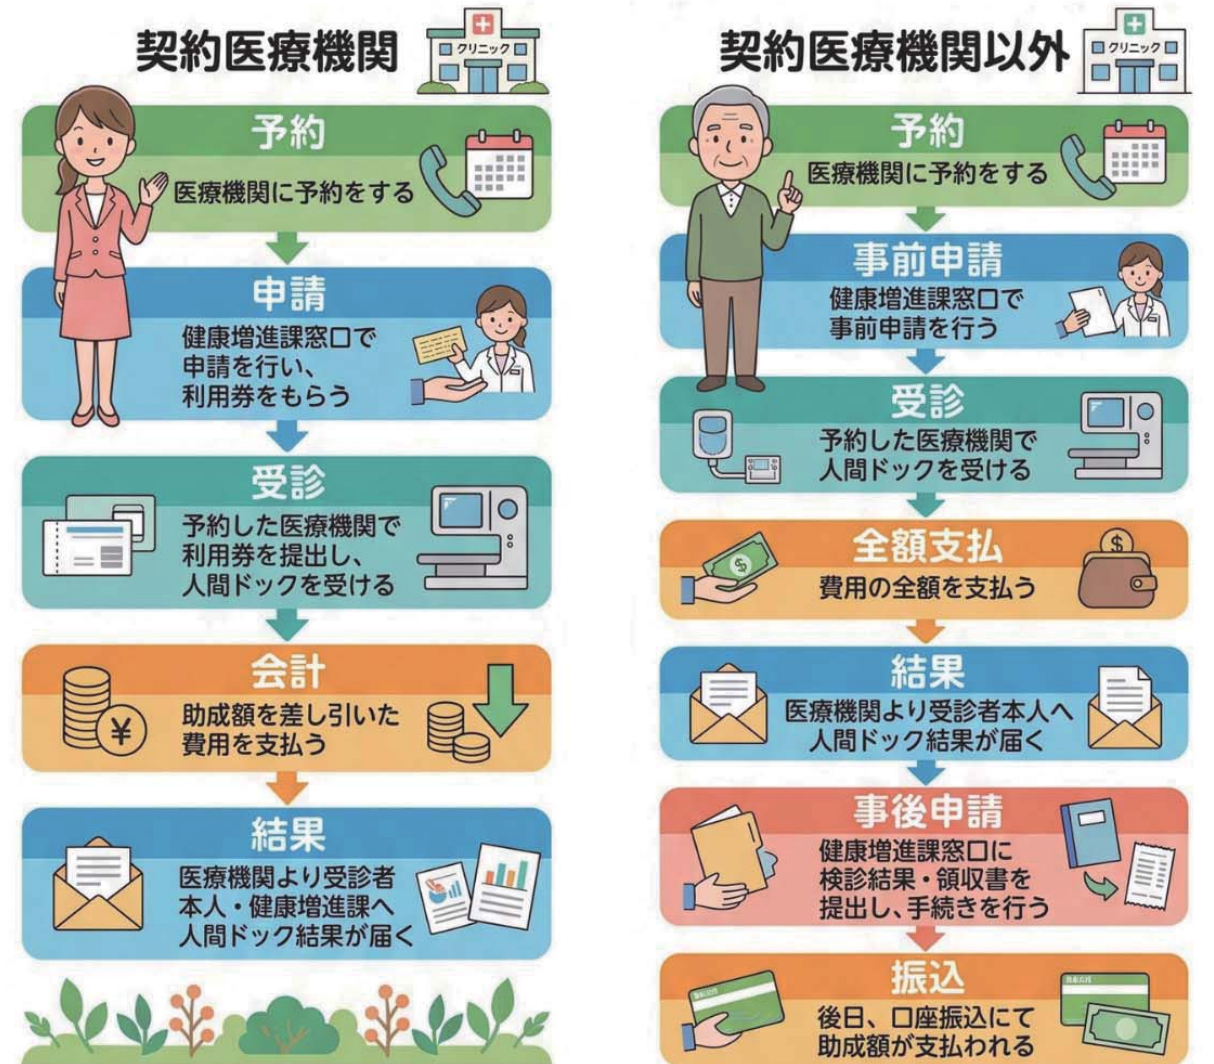 契約医療機関
クリニック
予約
医療機関に予約をする
申請
健康増進課窓口で
申請を行い、
利用券をもらう
受診
予約した医療機関で
利用券を提出し、
人間ドックを受ける
会計
¥
助成額を差し引いた
費用を支払う
結果
医療機関より受診者
本人・健康増進課へ
人間ドック結果が届く
契約医療機関以外
クリニック
予約
医療機関に予約をする
事前申請
健康増進課窓口で
事前申請を行う
受診
予約した医療機関で
人間ドックを受ける
全額支払
$
$
費用の全額を支払う
結果
医療機関より受診者本人へ
人間ドック結果が届く
事後申請
健康増進課窓口に
検診結果・領収書を
提出し、手続きを行う
振込
後日、口座振込にて
助成額が支払われる